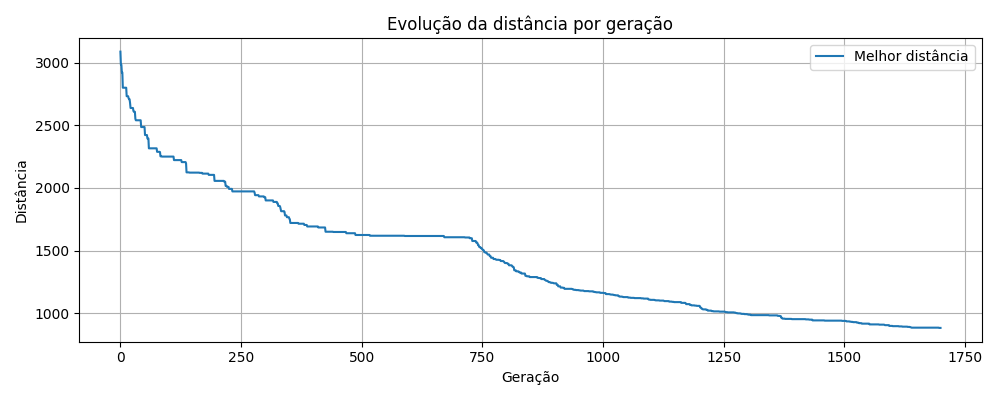 Evolução da distância por geração
Melhor distância
Distância
3000
2500
2000
1500
1000
0 250 500 750 1000 1250 1500 1750
Geração